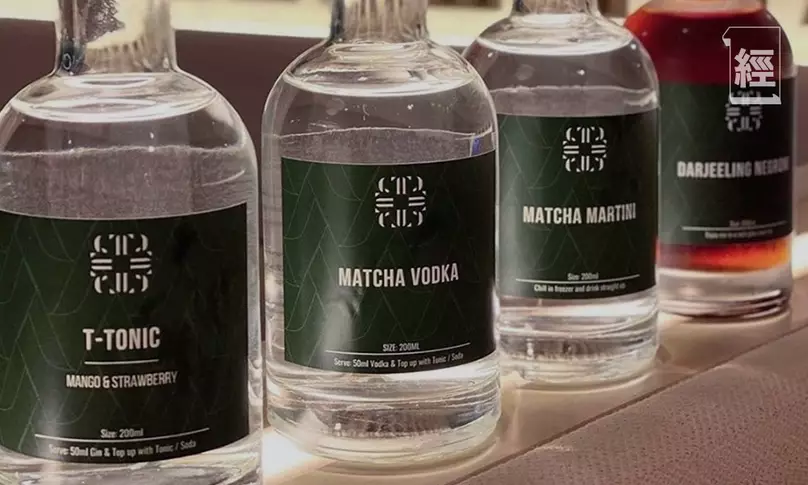 經
T-TONIC
MANGO & STRAWBERRY
Size: 200ml
Serve: 50ml Gin & Top up with Tonic / Soda
MATCHA VODKA
SIZE: 200ML
Serve: 50ml Vodka & Top up with Tonic / Soda
MATCHA MARTINI
Size: 200ml
Chill in freezer and drink straight up
DARJEELING NEGRONI
Size: 200ml